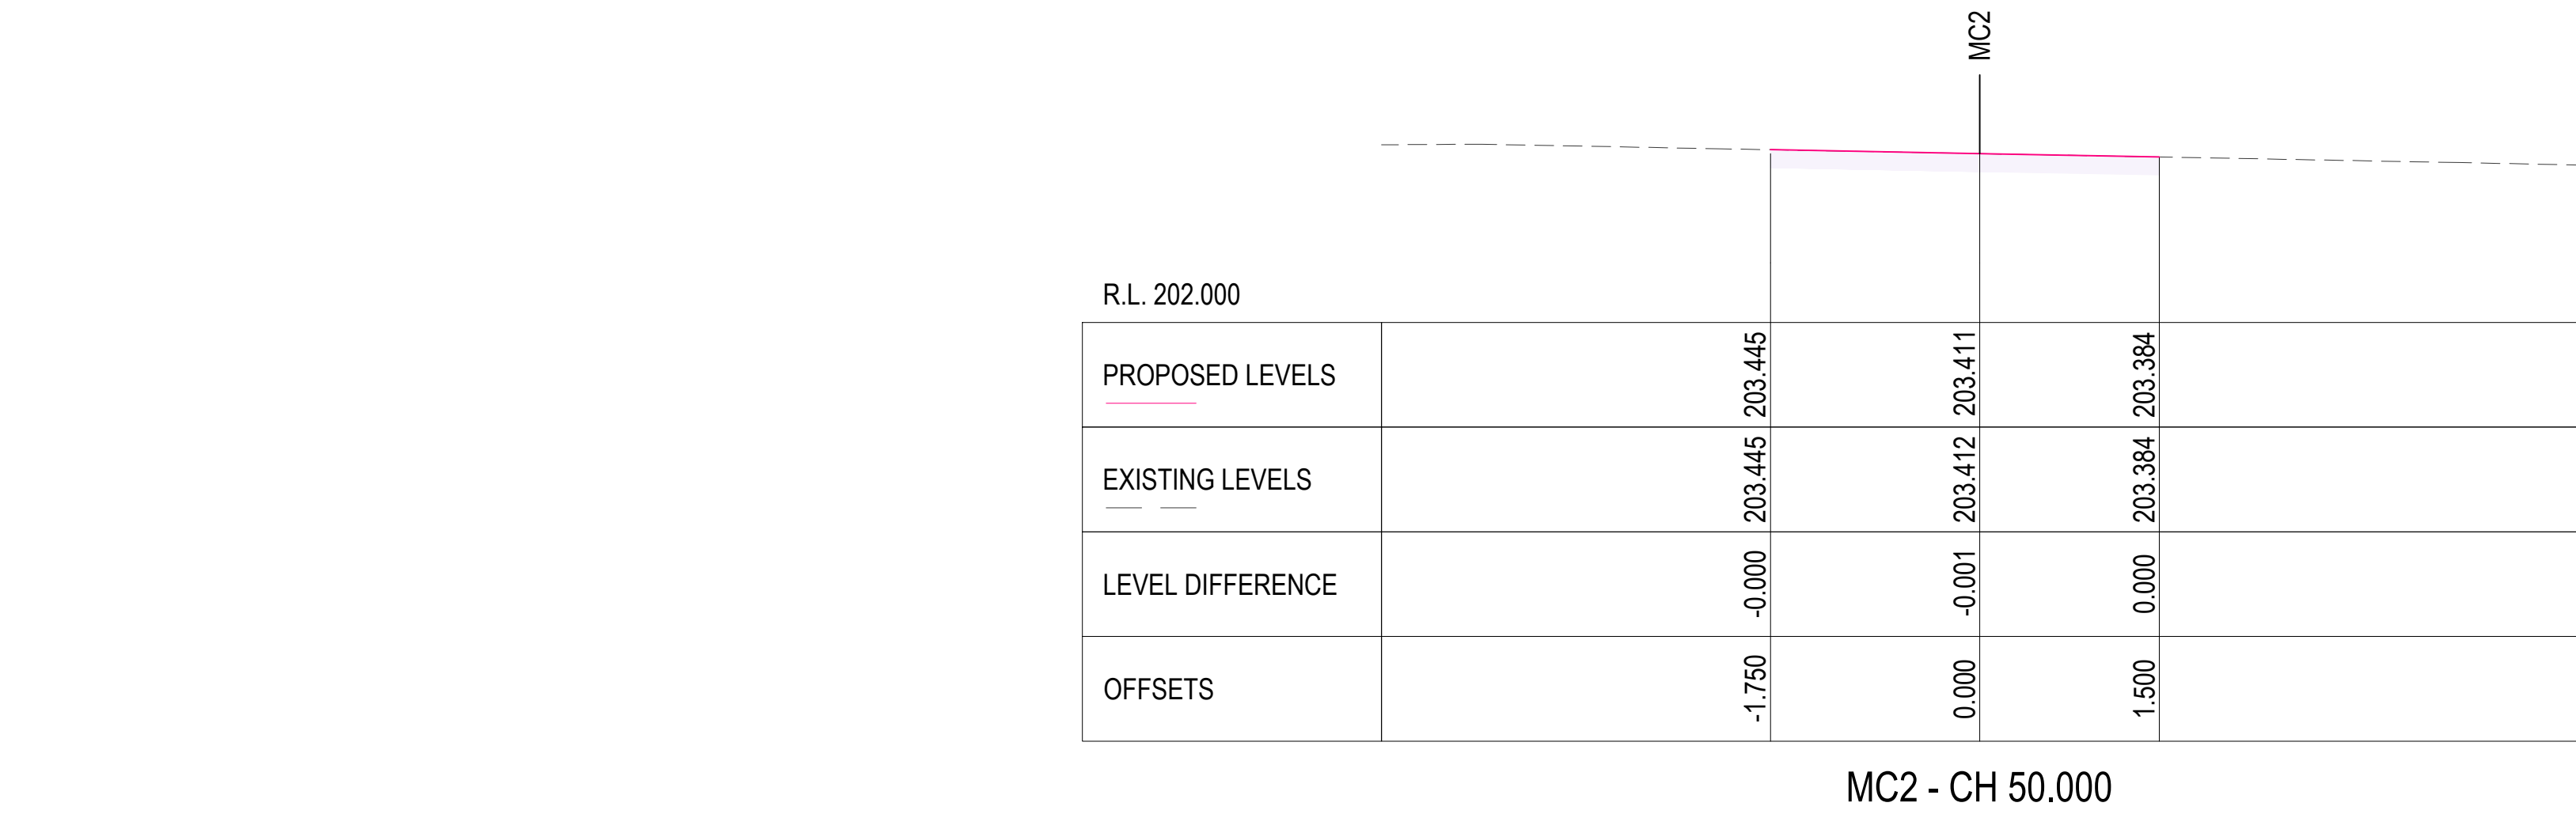 MC2
R.L. 202.000
PROPOSED LEVELS 203.445 203.411 203.384
EXISTING LEVELS 203.445 203.412 203.384
LEVEL DIFFERENCE -0.000 -0.001 0.000
OFFSETS -1.750 0.000 1.500
MC2 - CH 50.000